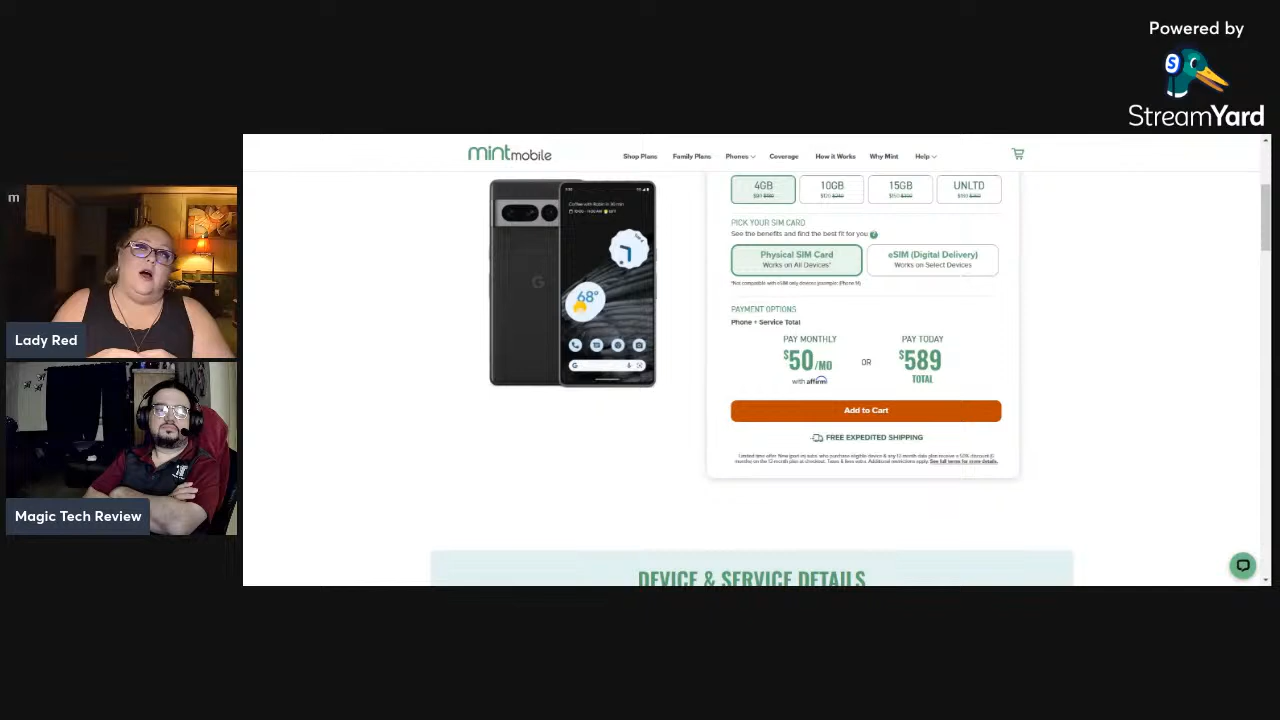 Powered by
StreamYard
mintmobile
Shop Plans Family Plans Phones Coverage How it Works Why Mint Help
4GB 10GB 15GB UNLTD
PICK YOUR SIM CARD
See the benefits and find the best fit for you
Physical SIM Card
Works on All Devices*
eSIM (Digital Delivery)
Works on Select Devices
PAYMENT OPTIONS
Phone + Service Total
PAY MONTHLY
$50/MO
with affirm
OR
PAY TODAY
$589
TOTAL
Add to Cart
FREE EXPEDITED SHIPPING
DEVICE & SERVICE DETAILS
68°
G
m
Lady Red
Magic Tech Review